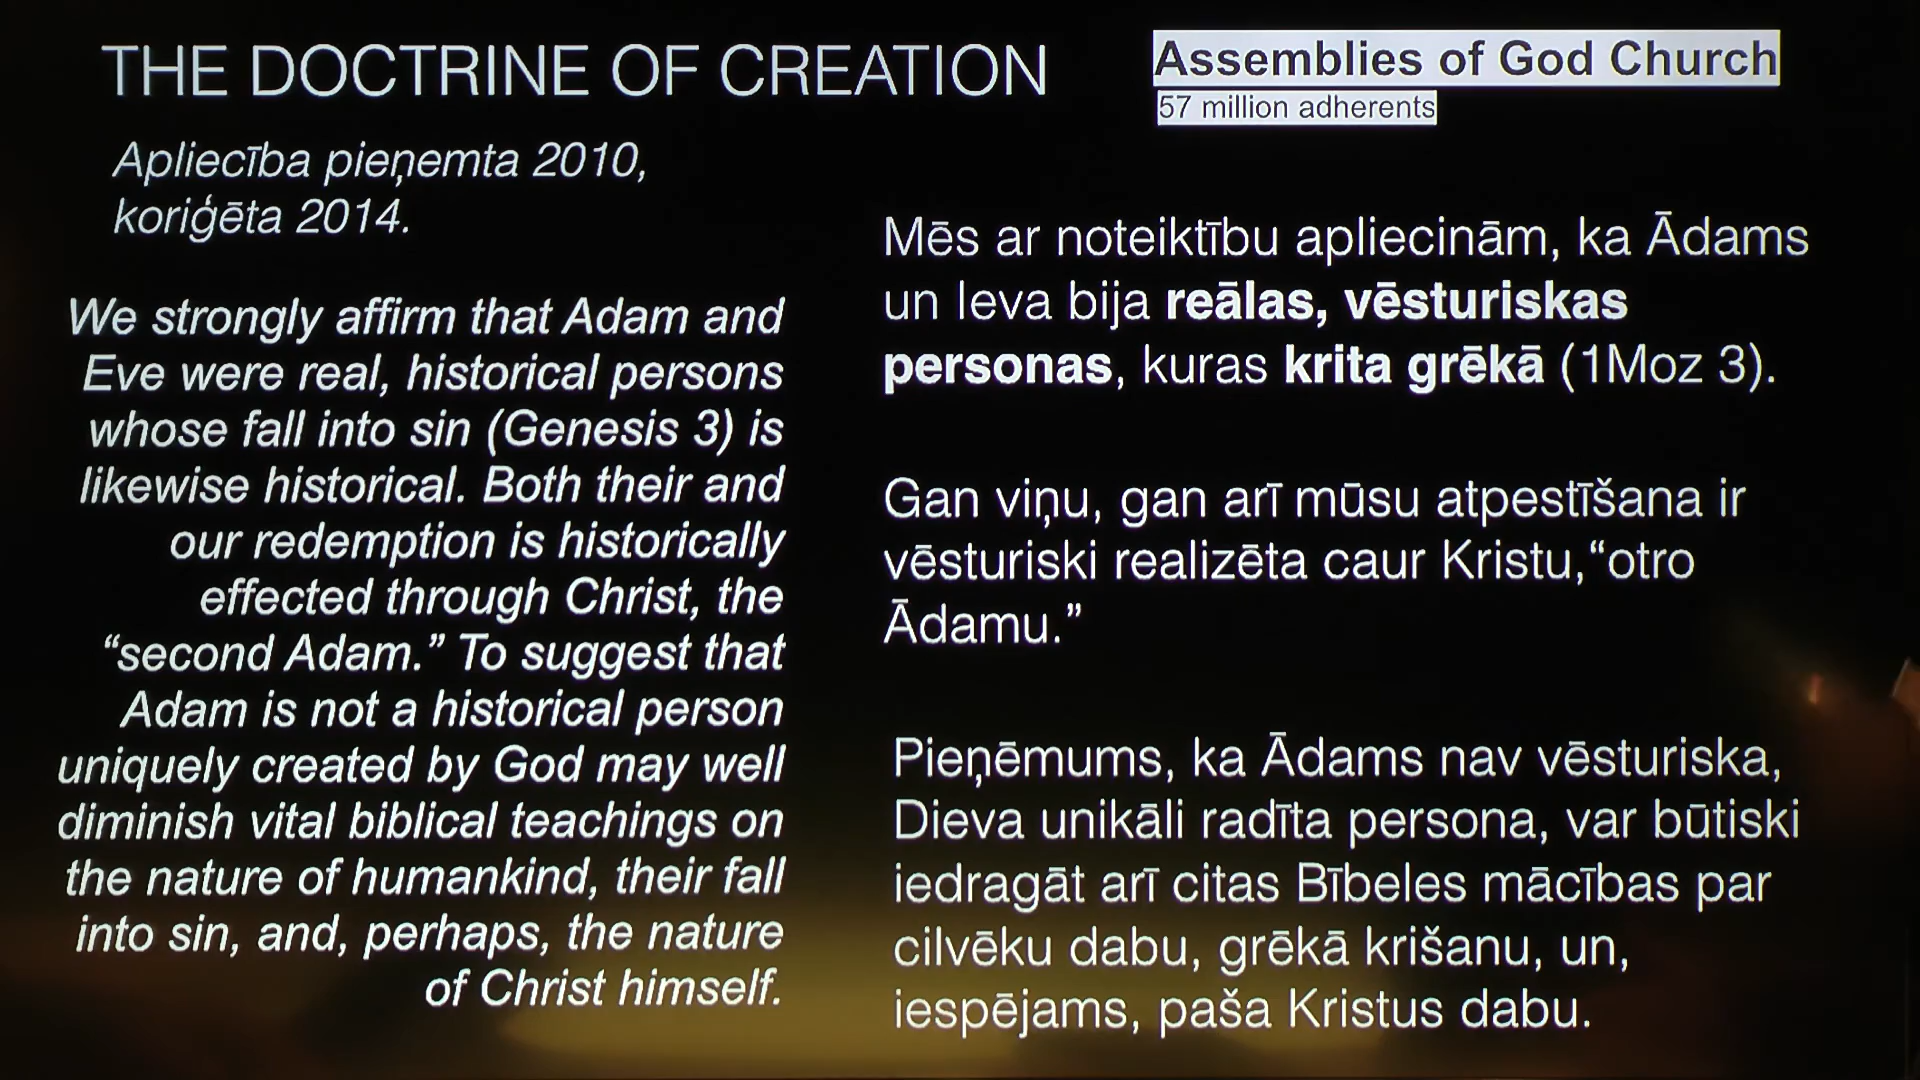 THE DOCTRINE OF CREATION
Assemblies of God Church
57 million adherents
Apliecība pieņemta 2010,
koriģēta 2014.
We strongly affirm that Adam and
Eve were real, historical persons
whose fall into sin (Genesis 3) is
likewise historical. Both their and
our redemption is historically
effected through Christ, the
“second Adam.” To suggest that
Adam is not a historical person
uniquely created by God may well
diminish vital biblical teachings on
the nature of humankind, their fall
into sin, and, perhaps, the nature
of Christ himself.
Mēs ar noteiktību apliecinām, ka Ādams
un Ieva bija reālas, vēsturiskas
personas, kuras krita grēkā (1Moz 3).
Gan viņu, gan arī mūsu atpestīšana ir
vēsturiski realizēta caur Kristu,“otro
Ādamu.”
Pieņēmums, ka Ādams nav vēsturiska,
Dieva unikāli radīta persona, var būtiski
iedragāt arī citas Bībeles mācības par
cilvēku dabu, grēkā krišanu, un,
iespējams, paša Kristus dabu.